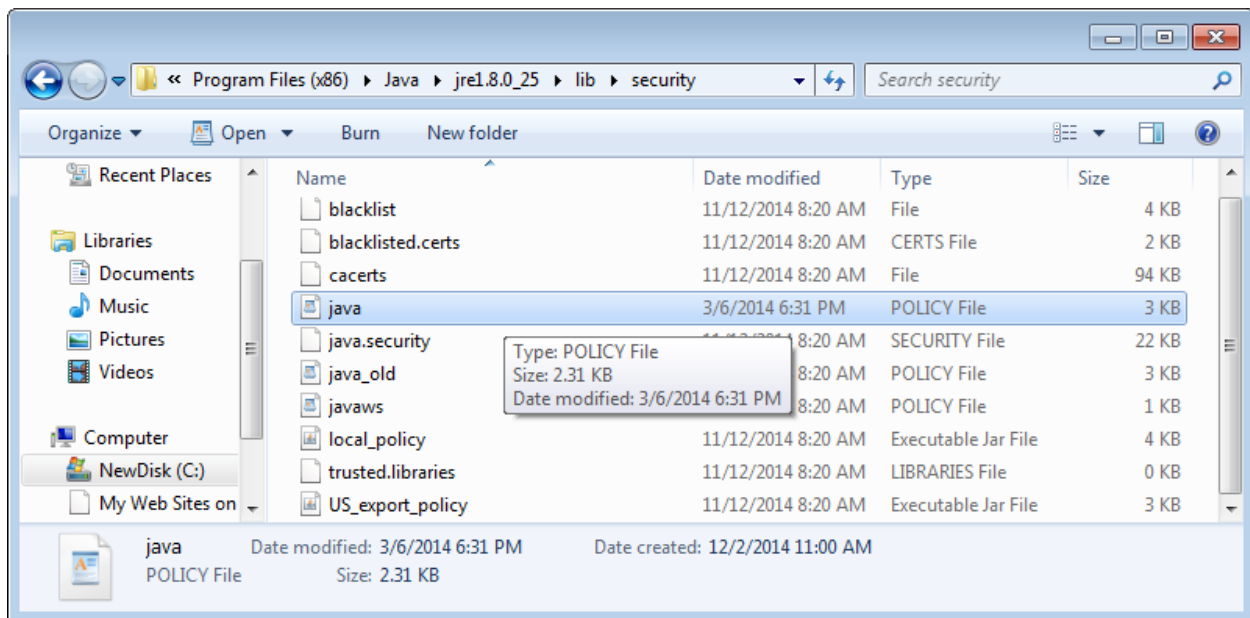 « Program Files (x86) ▸ Java ▸ jre1.8.0_25 ▸ lib ▸ security Search security
Organize Open Burn New folder
Recent Places
Libraries
Documents
Music
Pictures
Videos
Computer
NewDisk (C:)
My Web Sites on
Name Date modified Type Size
blacklist 11/12/2014 8:20 AM File 4 KB
blacklisted.certs 11/12/2014 8:20 AM CERTS File 2 KB
cacerts 11/12/2014 8:20 AM File 94 KB
java 3/6/2014 6:31 PM POLICY File 3 KB
java.security 8:20 AM SECURITY File 22 KB
java_old 8:20 AM POLICY File 3 KB
javaws 8:20 AM POLICY File 1 KB
local_policy 11/12/2014 8:20 AM Executable Jar File 4 KB
trusted.libraries 11/12/2014 8:20 AM LIBRARIES File 0 KB
US_export_policy 11/12/2014 8:20 AM Executable Jar File 3 KB
Type: POLICY File
Size: 2.31 KB
Date modified: 3/6/2014 6:31 PM
java Date modified: 3/6/2014 6:31 PM Date created: 12/2/2014 11:00 AM
POLICY File Size: 2.31 KB